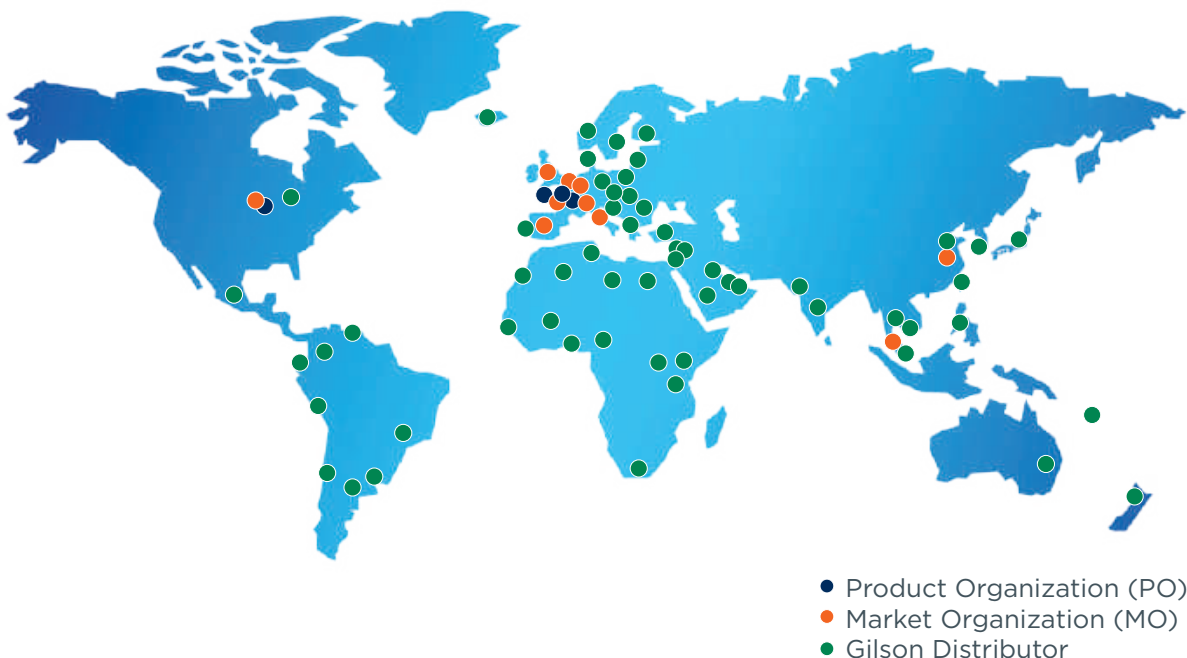 Product Organization (PO)
Market Organization (MO)
Gilson Distributor